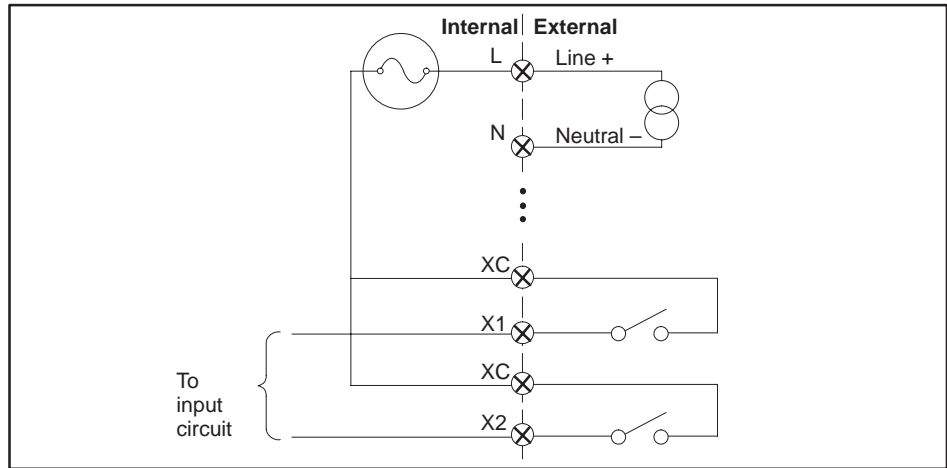 Internal External
L Line +
N Neutral –
XC
X1
XC
X2
To
input
circuit